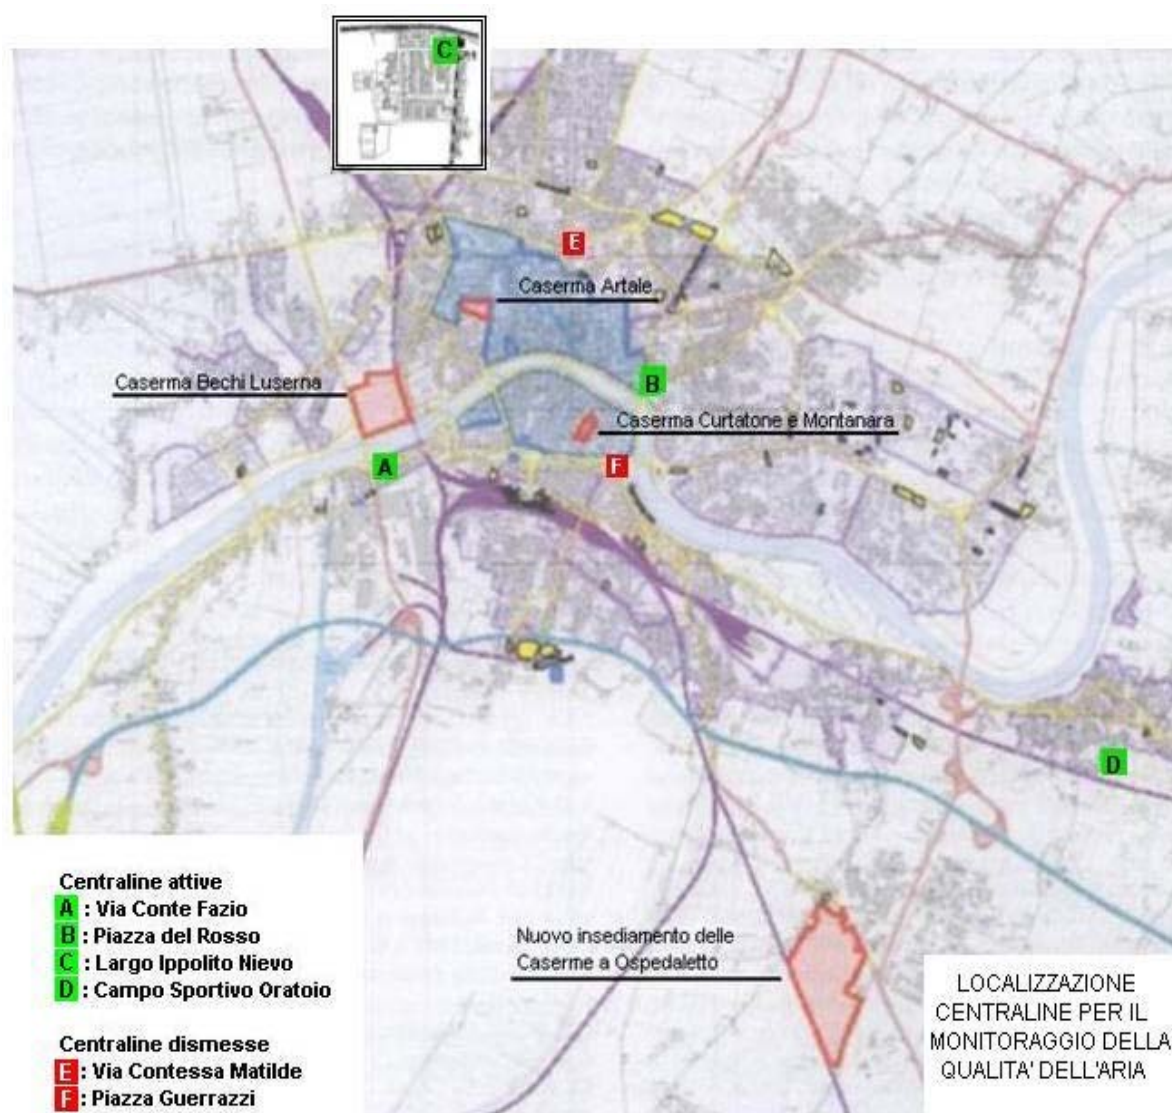 C
E
Caserma Artale
Caserma Bechi Luserna
B
Caserma Curtatone e Montanara
A
F
D
Centraline attive
A : Via Conte Fazio
B : Piazza del Rosso
C : Largo Ippolito Nievo
D : Campo Sportivo Oratoio
Centraline dismesse
E : Via Contessa Matilde
F : Piazza Guerrazzi
Nuovo insediamento delle
Caserme a Ospedaletto
LOCALIZZAZIONE
CENTRALINE PER IL
MONITORAGGIO DELLA
QUALITA' DELL'ARIA